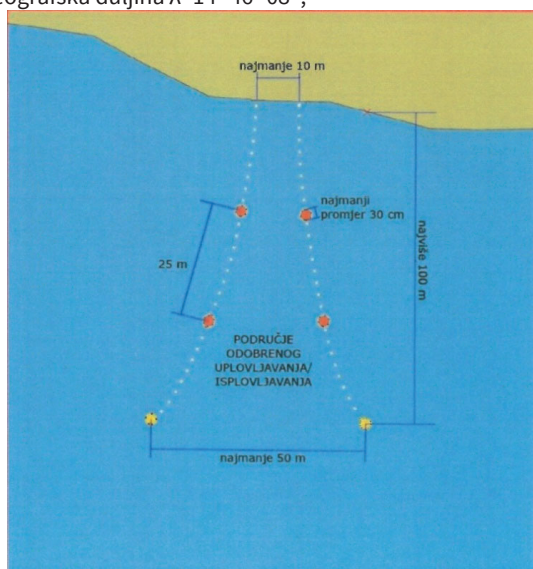 najmanje 10 m
najmanji
promjer 30 cm
25 m
najviše 100 m
PODRUČJE
ODOBRENOG
UPLOVLJAVANJA/
ISPLOVLJAVANJA
najmanje 50 m